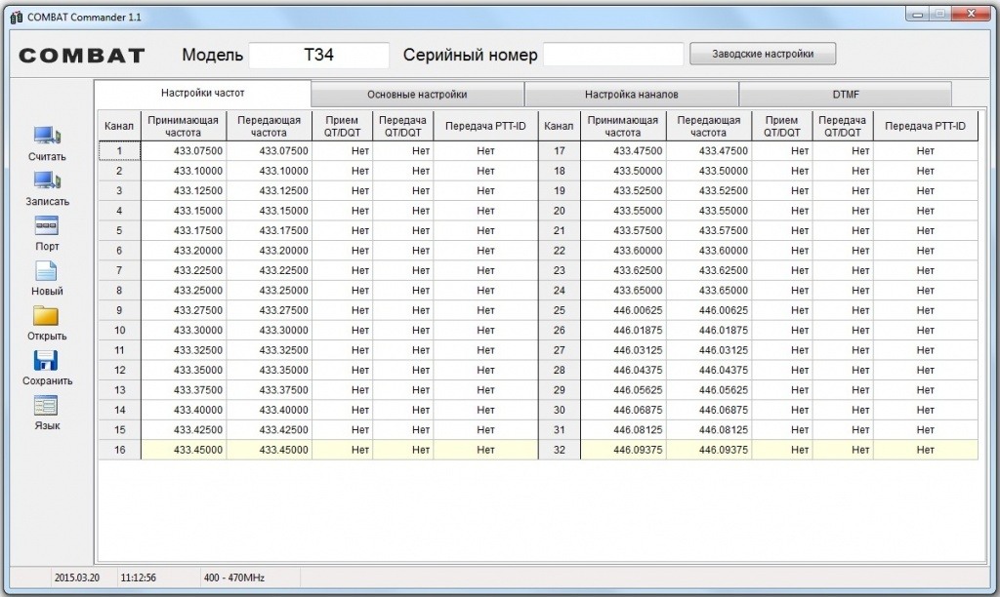 COMBAT Commander 1.1
COMBAT Модель T34 Серийный номер Заводские настройки
Настройки частот Основные настройки Настройка наналов DTMF
Считать
Записать
Порт
Новый
Открыть
Сохранить
Язык
Канал Принимающая частота Передающая частота Прием QT/DQT Передача QT/DQT Передача PTT-ID Канал Принимающая частота Передающая частота Прием QT/DQT Передача QT/DQT Передача PTT-ID
1 433.07500 433.07500 Нет Нет Нет 17 433.47500 433.47500 Нет Нет Нет
2 433.10000 433.10000 Нет Нет Нет 18 433.50000 433.50000 Нет Нет Нет
3 433.12500 433.12500 Нет Нет Нет 19 433.52500 433.52500 Нет Нет Нет
4 433.15000 433.15000 Нет Нет Нет 20 433.55000 433.55000 Нет Нет Нет
5 433.17500 433.17500 Нет Нет Нет 21 433.57500 433.57500 Нет Нет Нет
6 433.20000 433.20000 Нет Нет Нет 22 433.60000 433.60000 Нет Нет Нет
7 433.22500 433.22500 Нет Нет Нет 23 433.62500 433.62500 Нет Нет Нет
8 433.25000 433.25000 Нет Нет Нет 24 433.65000 433.65000 Нет Нет Нет
9 433.27500 433.27500 Нет Нет Нет 25 446.00625 446.00625 Нет Нет Нет
10 433.30000 433.30000 Нет Нет Нет 26 446.01875 446.01875 Нет Нет Нет
11 433.32500 433.32500 Нет Нет Нет 27 446.03125 446.03125 Нет Нет Нет
12 433.35000 433.35000 Нет Нет Нет 28 446.04375 446.04375 Нет Нет Нет
13 433.37500 433.37500 Нет Нет Нет 29 446.05625 446.05625 Нет Нет Нет
14 433.40000 433.40000 Нет Нет Нет 30 446.06875 446.06875 Нет Нет Нет
15 433.42500 433.42500 Нет Нет Нет 31 446.08125 446.08125 Нет Нет Нет
16 433.45000 433.45000 Нет Нет Нет 32 446.09375 446.09375 Нет Нет Нет
2015.03.20 11:12:56 400 - 470MHz